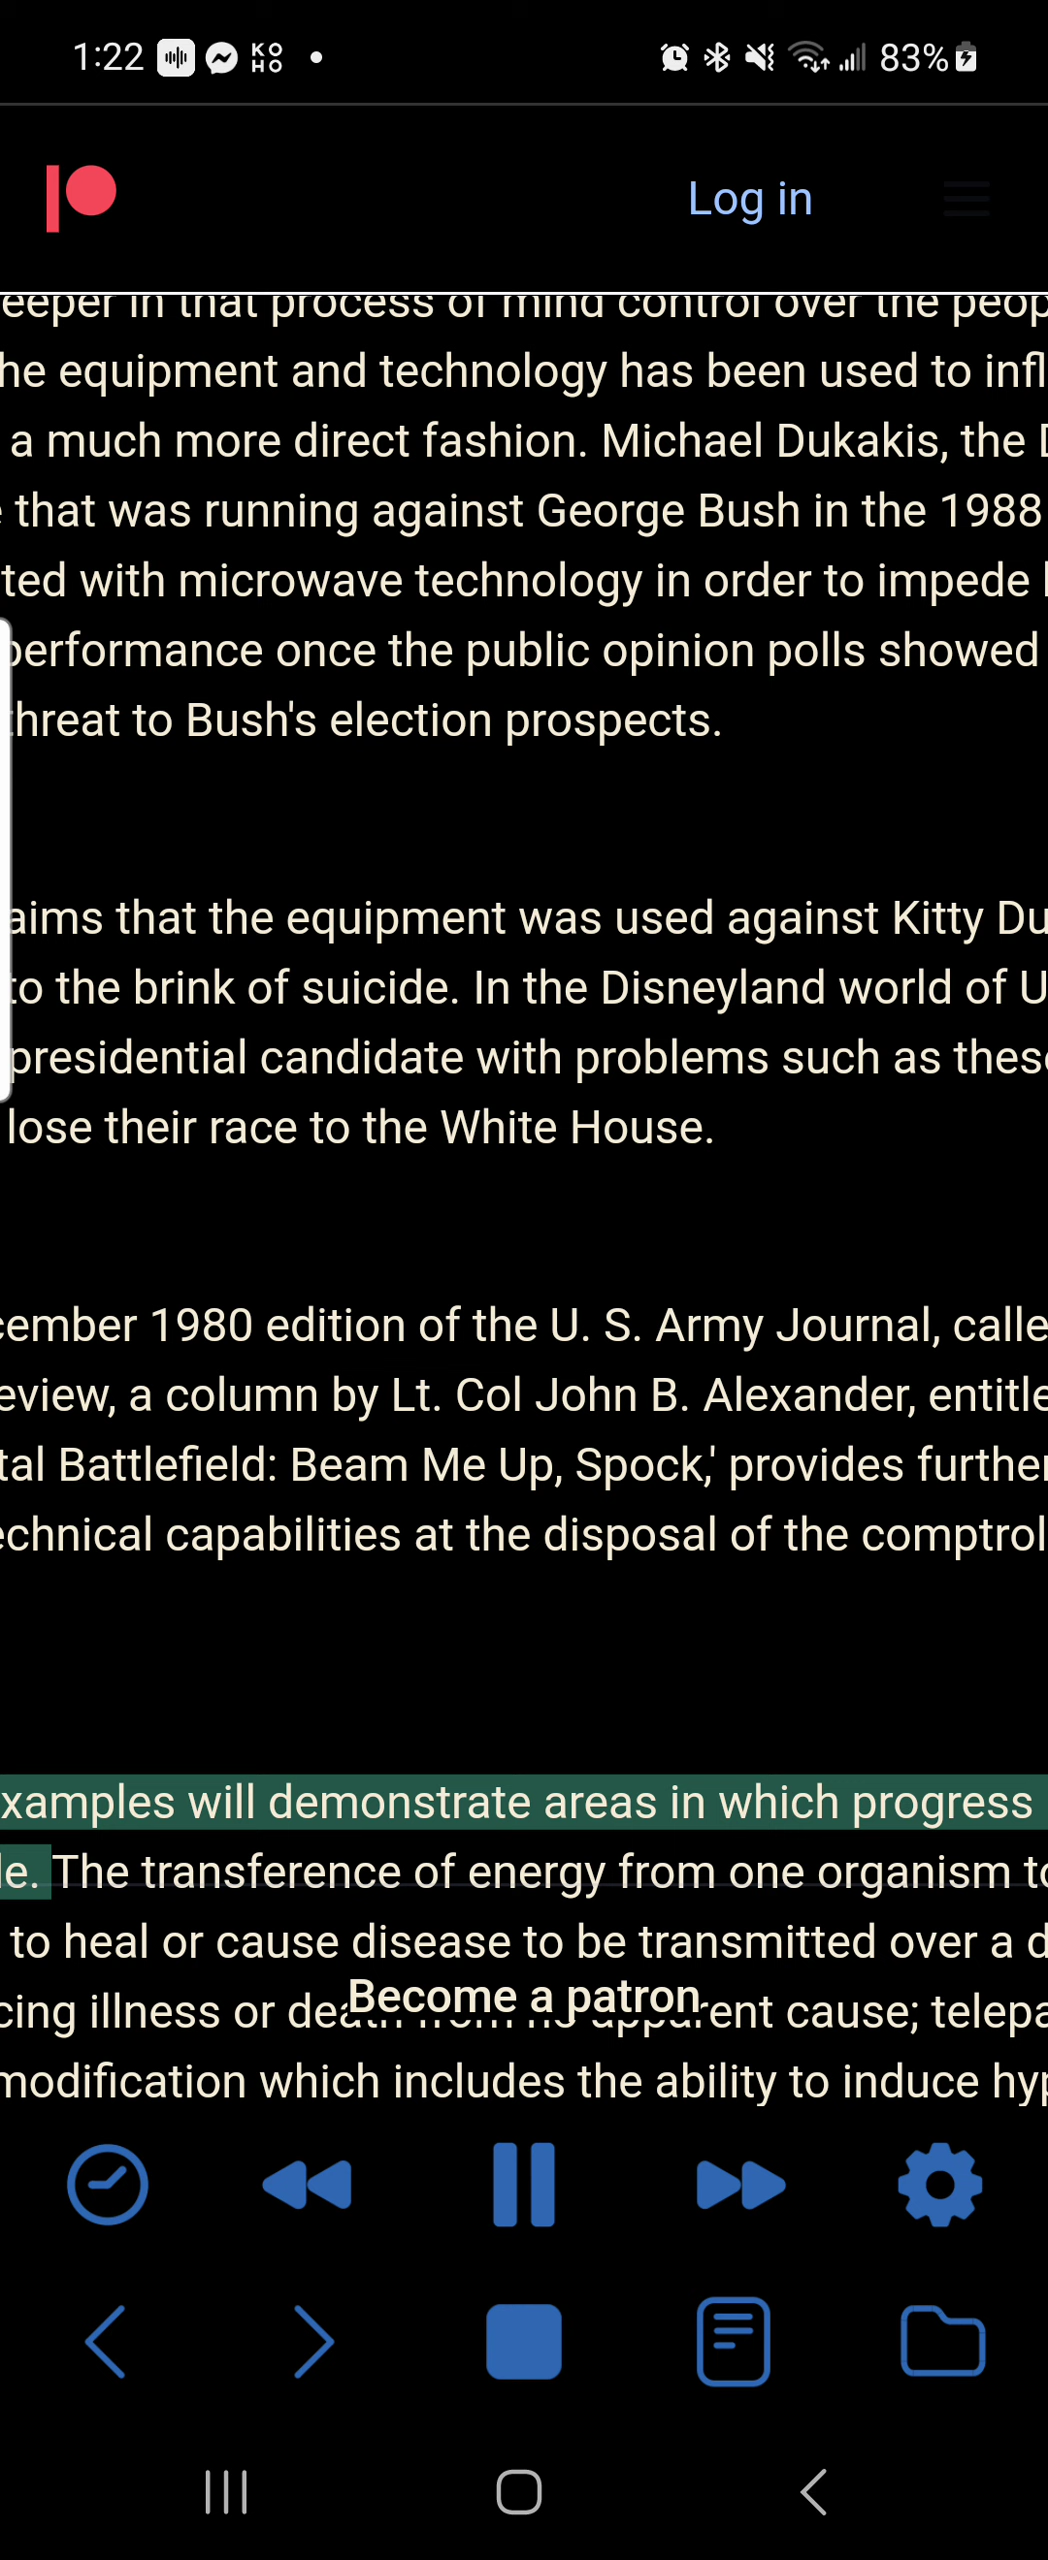 1:22
KO
HO
83%
Log in
eeper in that process of mind control over the peop
he equipment and technology has been used to infl
a much more direct fashion. Michael Dukakis, the D
that was running against George Bush in the 1988
ted with microwave technology in order to impede
performance once the public opinion polls showed
threat to Bush's election prospects.
aims that the equipment was used against Kitty Du
to the brink of suicide. In the Disneyland world of U
presidential candidate with problems such as these
lose their race to the White House.
cember 1980 edition of the U. S. Army Journal, calle
eview, a column by Lt. Col John B. Alexander, entitle
tal Battlefield: Beam Me Up, Spock,' provides further
echnical capabilities at the disposal of the comptrol
xamples will demonstrate areas in which progress
le. The transference of energy from one organism to
to heal or cause disease to be transmitted over a d
cing illness or death from no apparent cause; telepa
Become a patron
modification which includes the ability to induce hyp